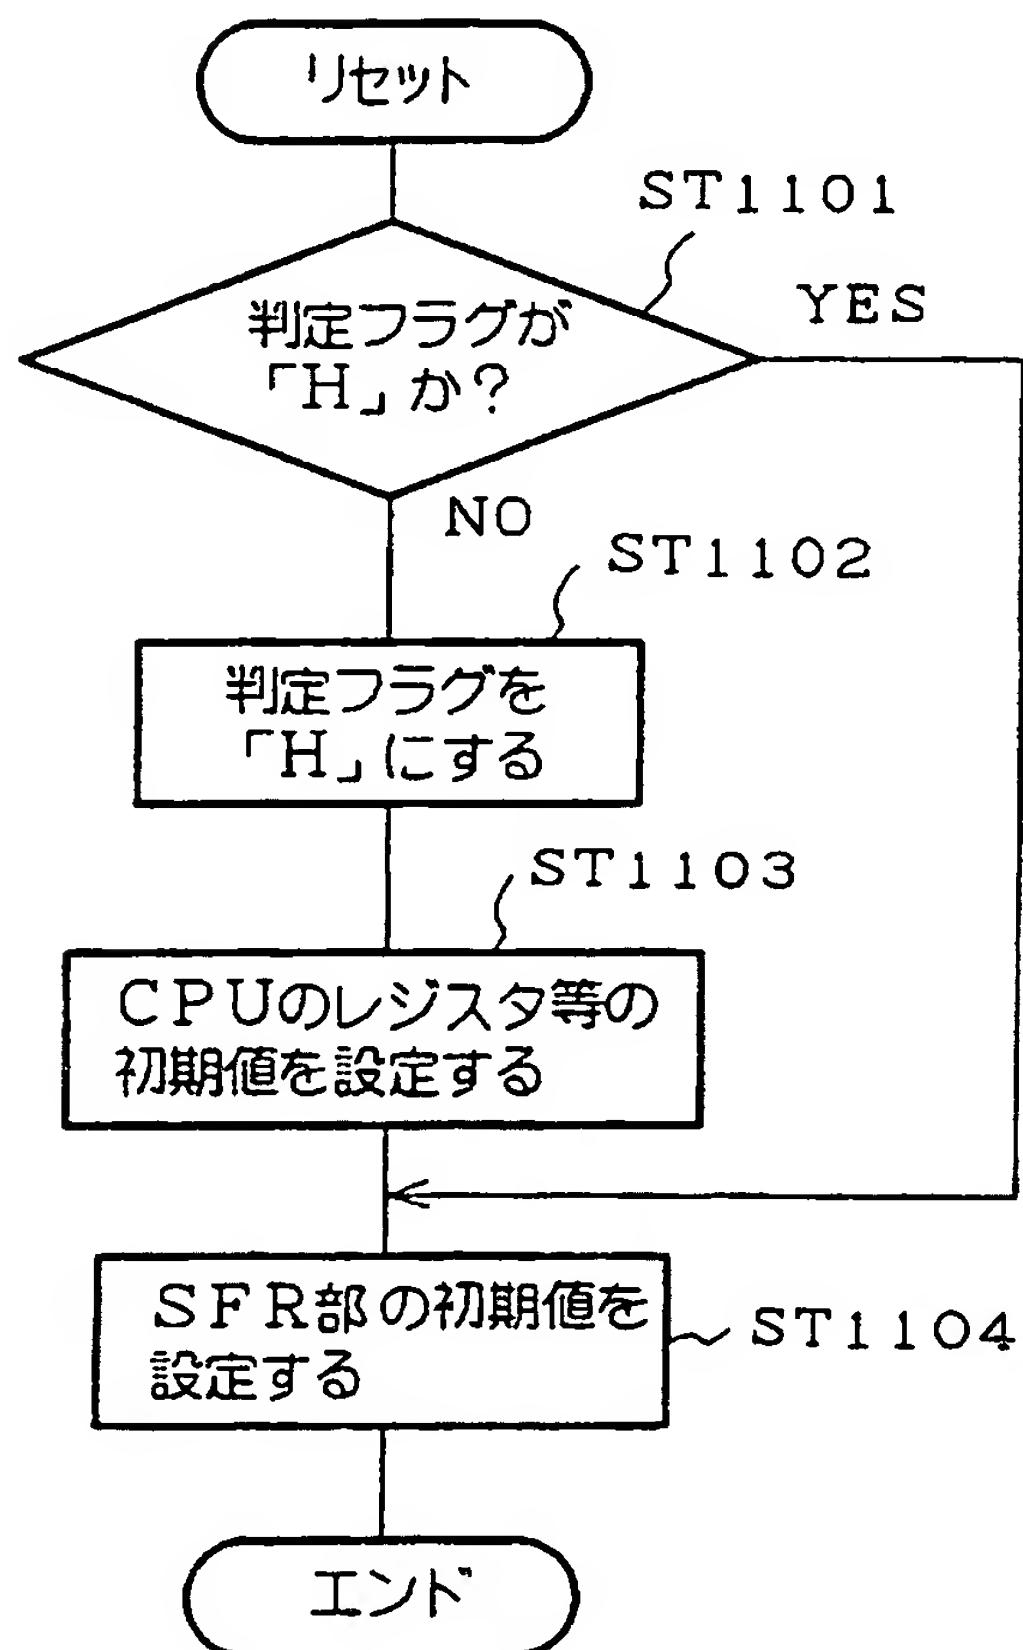 リセット
ST1101
YES
判定フラグが
「H」か?
NO
ST1102
判定フラグを
「H」にする
ST1103
CPUのレジスタ等の
初期値を設定する
SFR部の初期値を
設定する
ST1104
エンド